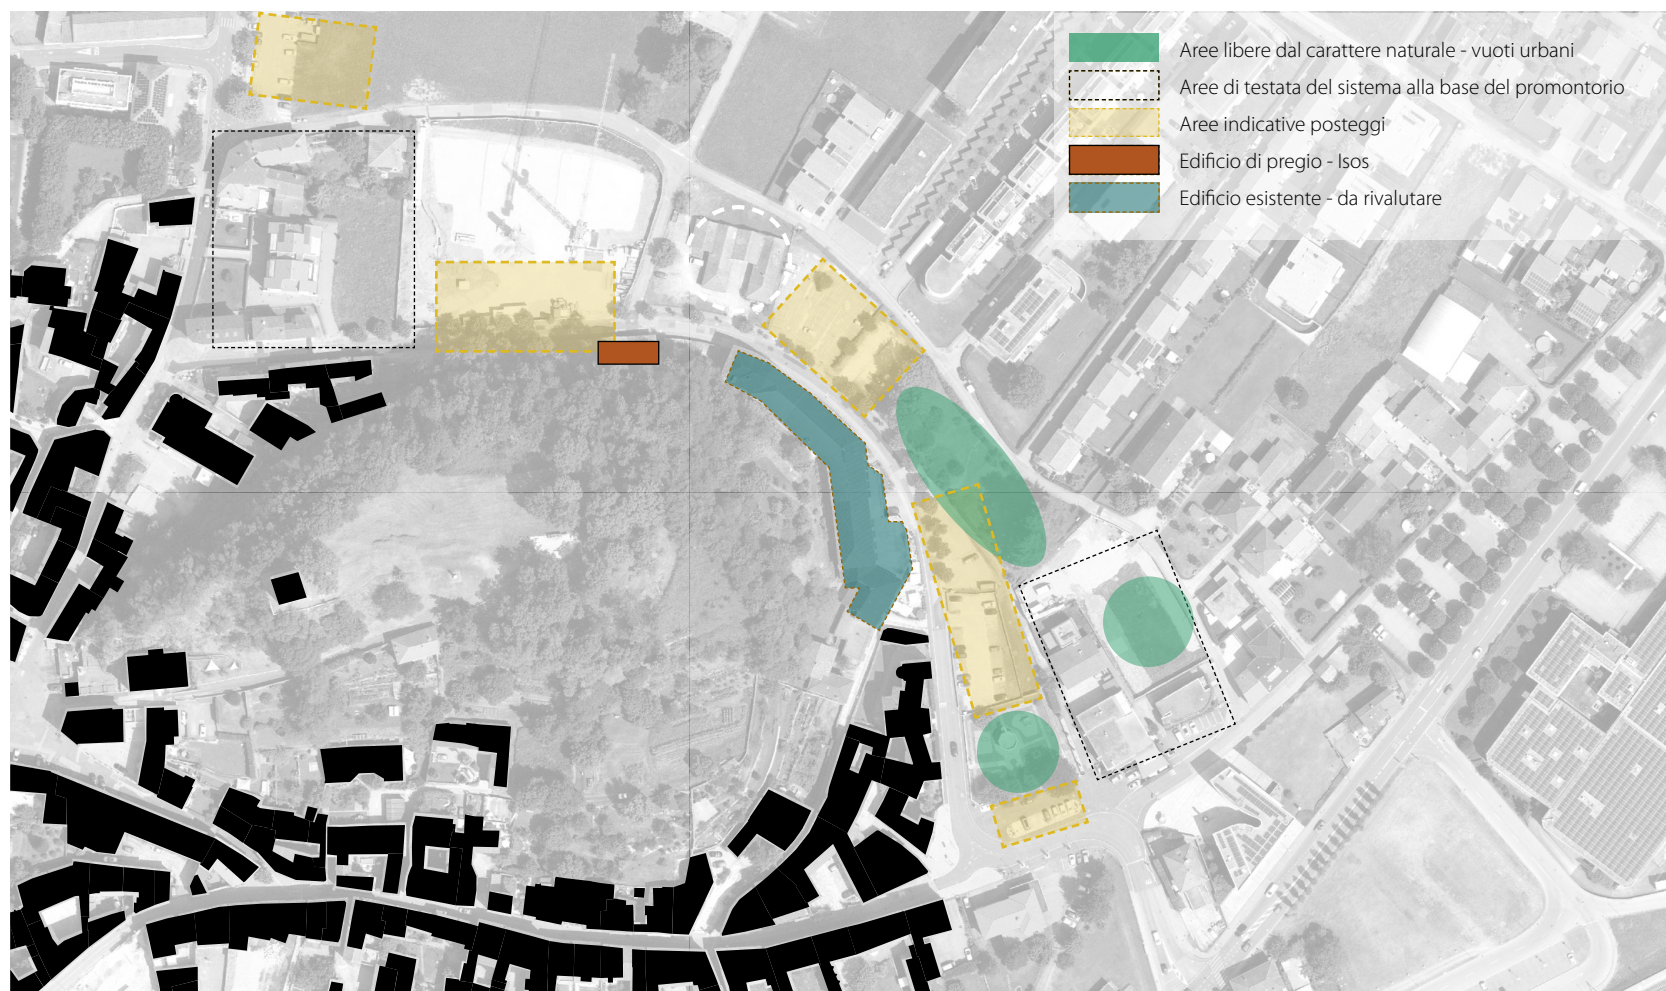 Aree libere dal carattere naturale - vuoti urbani
Aree di testata del sistema alla base del promontorio
Aree indicative posteggi
Edificio di pregio - Isos
Edificio esistente - da rivalutare